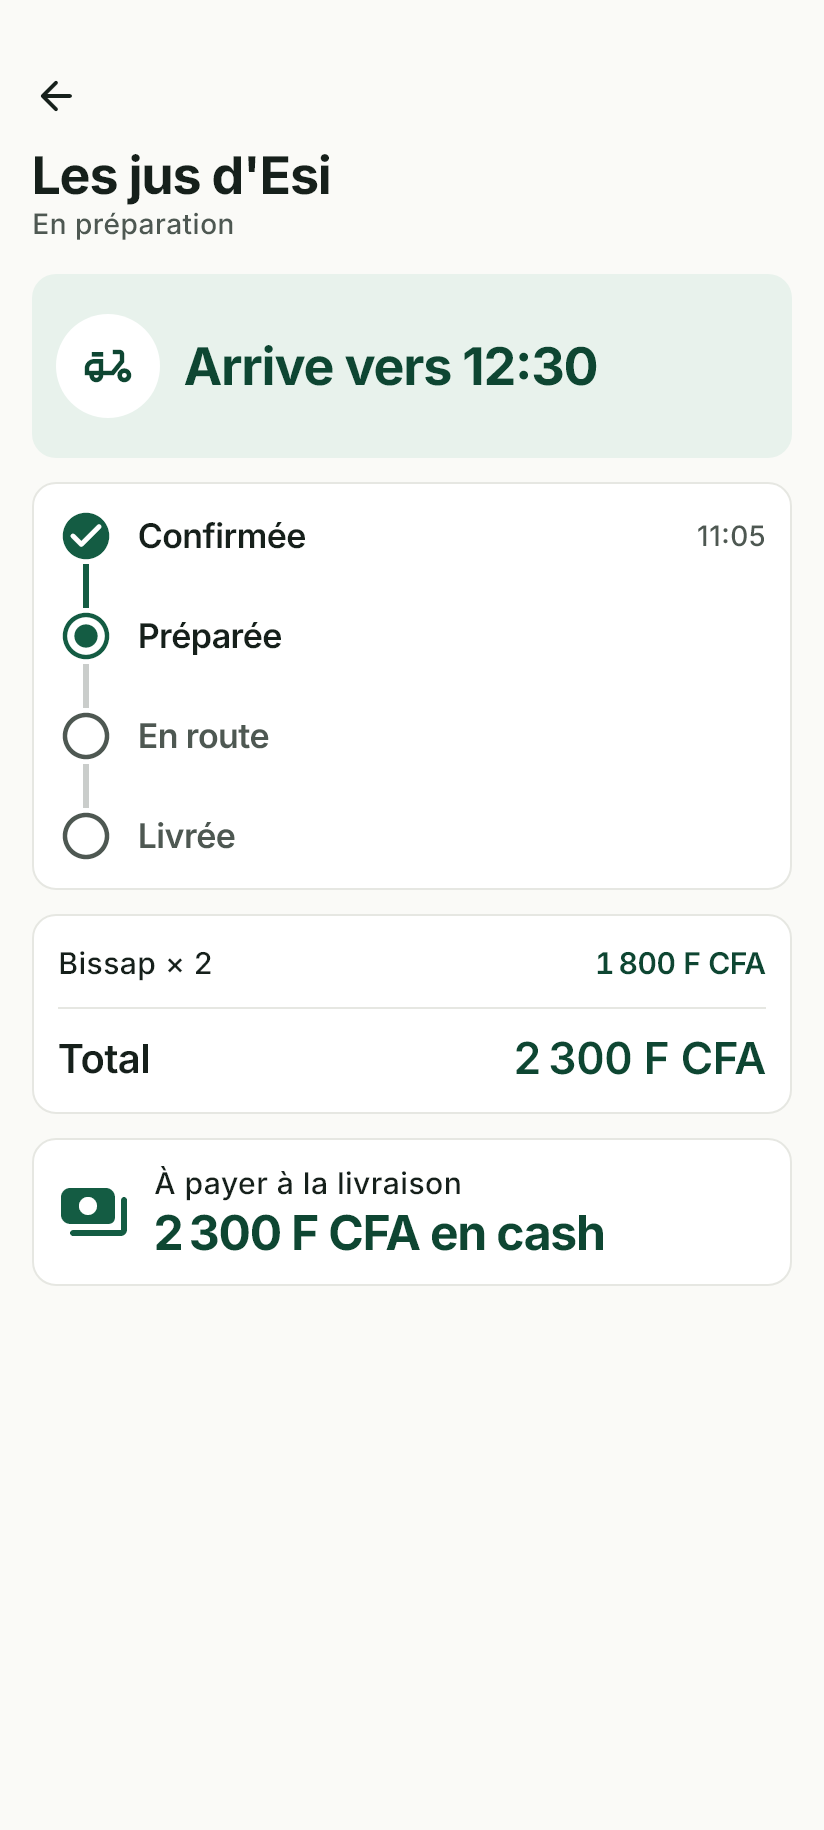 Les jus d'Esi
En préparation
Arrive vers 12:30
Confirmée 11:05
Préparée
En route
Livrée
Bissap × 2 1 800 F CFA
Total 2 300 F CFA
À payer à la livraison
2 300 F CFA en cash